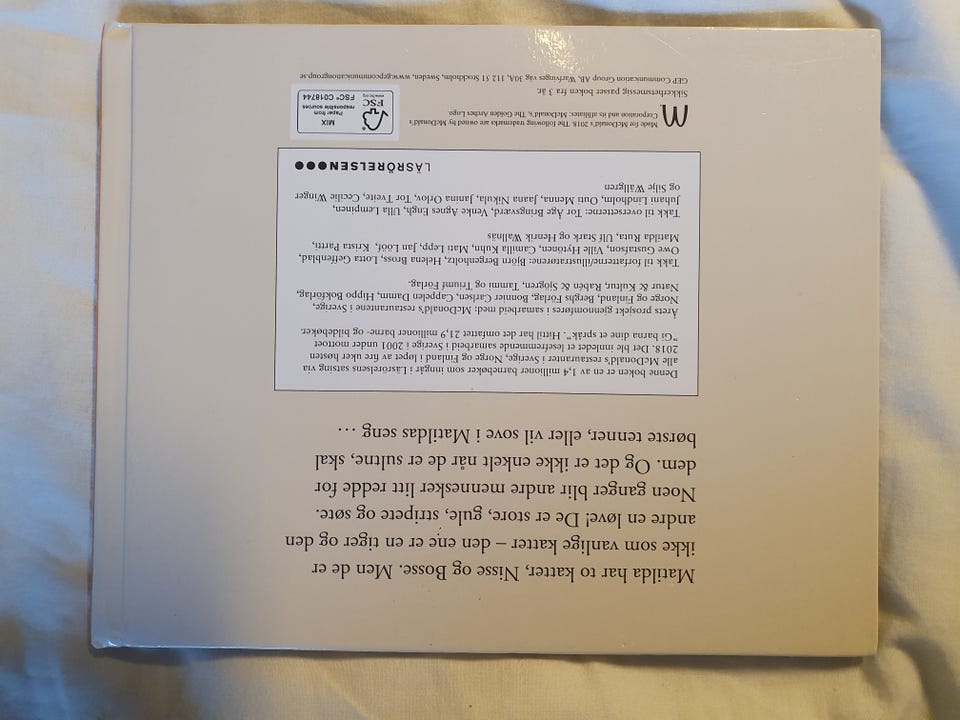 Matilda har to katter, Nisse og Bosse. Men de er
ikke som vanlige katter – den ene er en tiger og den
andre en løve! De er store, gule, stripete og søte.
Noen ganger blir andre mennesker litt redde for
dem. Og det er ikke enkelt når de er sultne, skal
børste tenner, eller vil sove i Matildas seng …
Denne boken er en av 1,4 millioner barnebøker som inngår i Läsrörelsens satsing via
alle McDonald's restauranter i Sverige, Norge og Finland i løpet av fire uker høsten
2018. Det ble innledet et lesefremmende samarbeid i Sverige i 2001 under mottoet
"Gi barna dine et språk". Hittil har det omfattet 21,9 millioner barne- og bildebøker.
Årets prosjekt gjennomføres i samarbeid med: McDonald's restaurantene i Sverige,
Norge og Finland, Berghs Förlag, Bonnier Carlsen, Cappelen Damm, Hippo Bokförlag,
Natur & Kultur, Rabén & Sjögren, Tammi og Triumf Förlag.
Takk til forfatterne/illustratørene: Björn Bergenholtz, Helena Bross, Lotta Geffenblad,
Owe Gustafson, Ville Hytönen, Camilla Kuhn, Mati Lepp, Jan Lööf, Krista Partti,
Matilda Ruta, Ulf Stark og Henrik Wallnäs
Takk til oversetterne: Tor Åge Bringsværd, Venke Agnes Engh, Ulla Lempinen,
Juhani Lindholm, Outi Menna, Jaana Nikula, Janina Orlov, Tor Tveite, Cecilie Winger
og Silje Wällgren
LÄSRÖRELSEN
Made for McDonald's 2018. The following trademarks are owned by McDonald's
Corporation and its affiliates: McDonald's, The Golden Arches Logo.
Sikkerhetsmessig passer boken fra 3 år.
GEP Communication Group AB, Warfvinges väg 30A, 112 51 Stockholm, Sweden, www.gepcommunicationgroup.se
FSC
www.fsc.org
MIX
Paper from
responsible sources
FSC® C018744